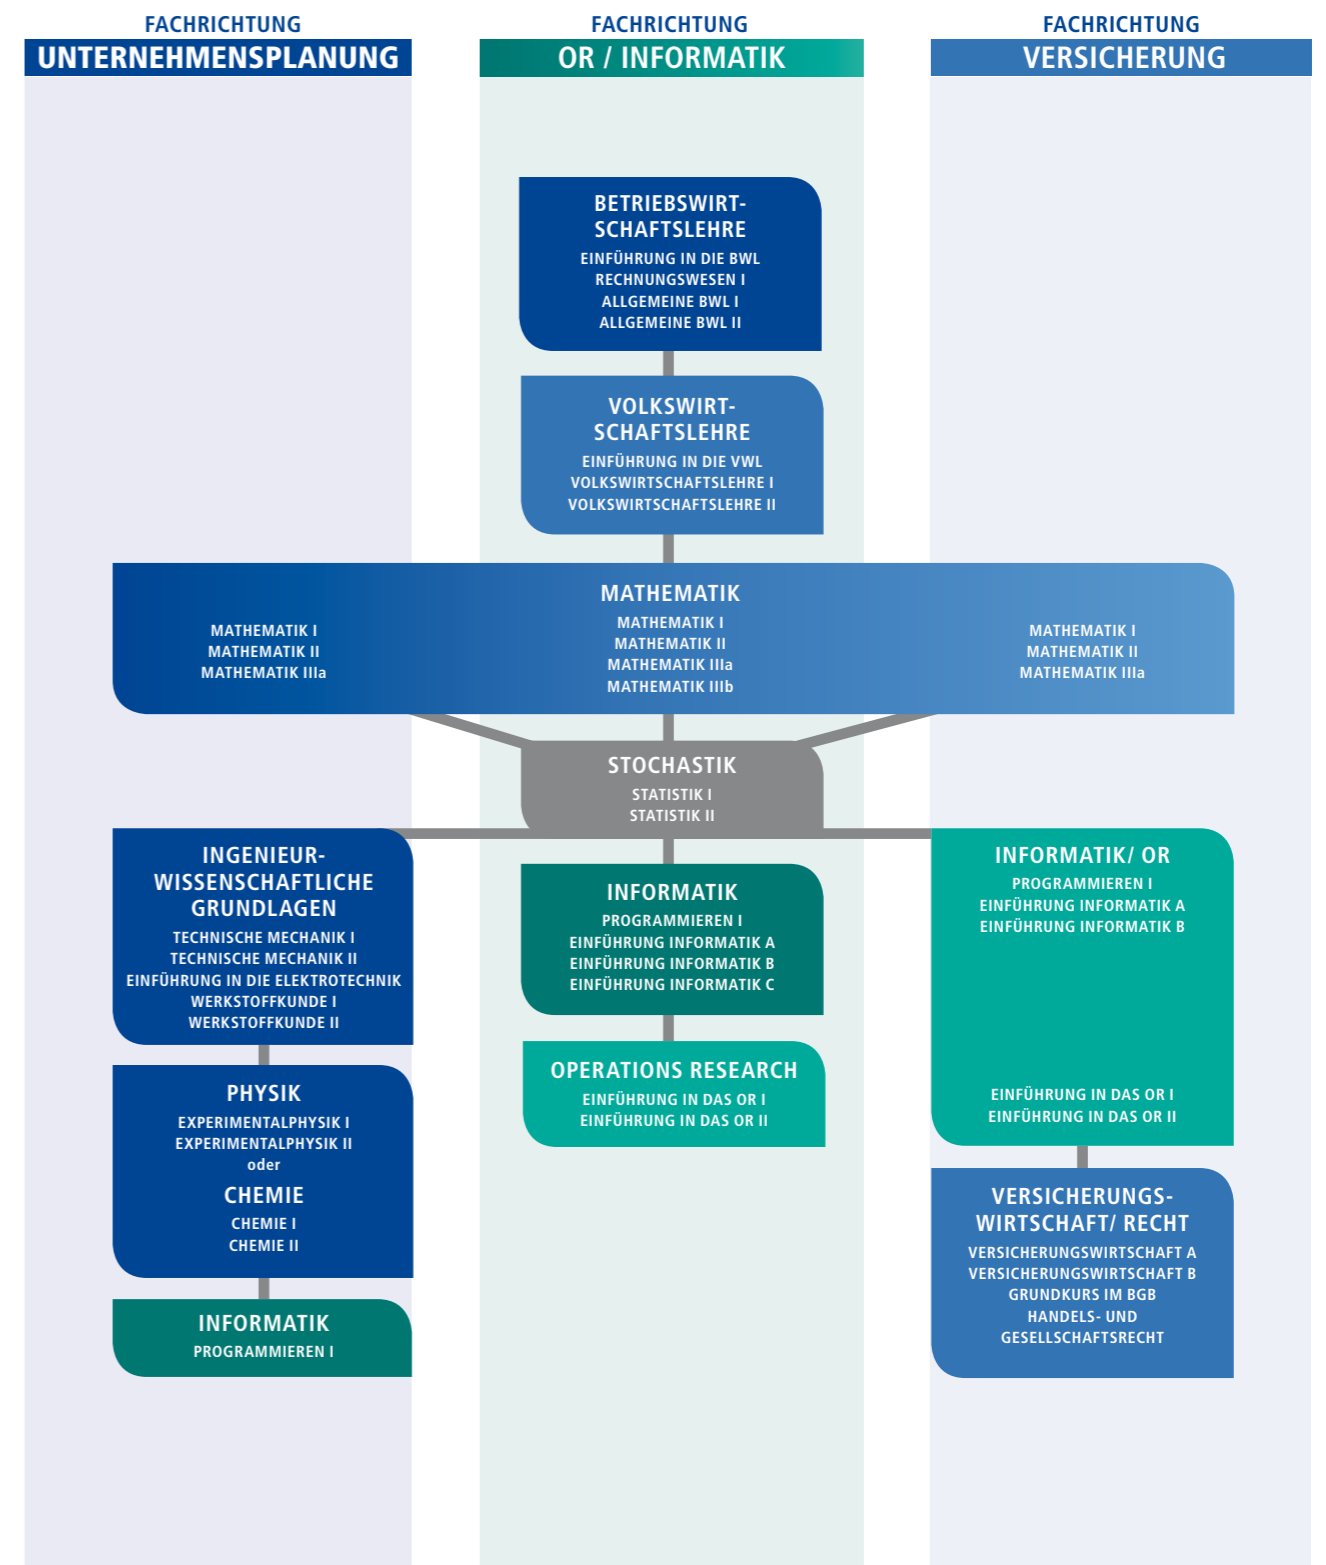 FACHRICHTUNG
UNTERNEHMENSPLANUNG
FACHRICHTUNG
OR / INFORMATIK
FACHRICHTUNG
VERSICHERUNG
BETRIEBSWIRT-
SCHAFTSLEHRE
EINFÜHRUNG IN DIE BWL
RECHNUNGSWESEN I
ALLGEMEINE BWL I
ALLGEMEINE BWL II
VOLKSWIRT-
SCHAFTSLEHRE
EINFÜHRUNG IN DIE VWL
VOLKSWIRTSCHAFTSLEHRE I
VOLKSWIRTSCHAFTSLEHRE II
MATHEMATIK
MATHEMATIK I
MATHEMATIK II
MATHEMATIK IIIa
MATHEMATIK I
MATHEMATIK II
MATHEMATIK IIIa
MATHEMATIK IIIb
MATHEMATIK I
MATHEMATIK II
MATHEMATIK IIIa
STOCHASTIK
STATISTIK I
STATISTIK II
INGENIEUR-
WISSENSCHAFTLICHE
GRUNDLAGEN
TECHNISCHE MECHANIK I
TECHNISCHE MECHANIK II
EINFÜHRUNG IN DIE ELEKTROTECHNIK
WERKSTOFFKUNDE I
WERKSTOFFKUNDE II
PHYSIK
EXPERIMENTALPHYSIK I
EXPERIMENTALPHYSIK II
oder
CHEMIE
CHEMIE I
CHEMIE II
INFORMATIK
PROGRAMMIEREN I
INFORMATIK
PROGRAMMIEREN I
EINFÜHRUNG INFORMATIK A
EINFÜHRUNG INFORMATIK B
EINFÜHRUNG INFORMATIK C
OPERATIONS RESEARCH
EINFÜHRUNG IN DAS OR I
EINFÜHRUNG IN DAS OR II
INFORMATIK/ OR
PROGRAMMIEREN I
EINFÜHRUNG INFORMATIK A
EINFÜHRUNG INFORMATIK B
EINFÜHRUNG IN DAS OR I
EINFÜHRUNG IN DAS OR II
VERSICHERUNGS-
WIRTSCHAFT/ RECHT
VERSICHERUNGSWIRTSCHAFT A
VERSICHERUNGSWIRTSCHAFT B
GRUNDKURS IM BGB
HANDELS- UND
GESELLSCHAFTSRECHT